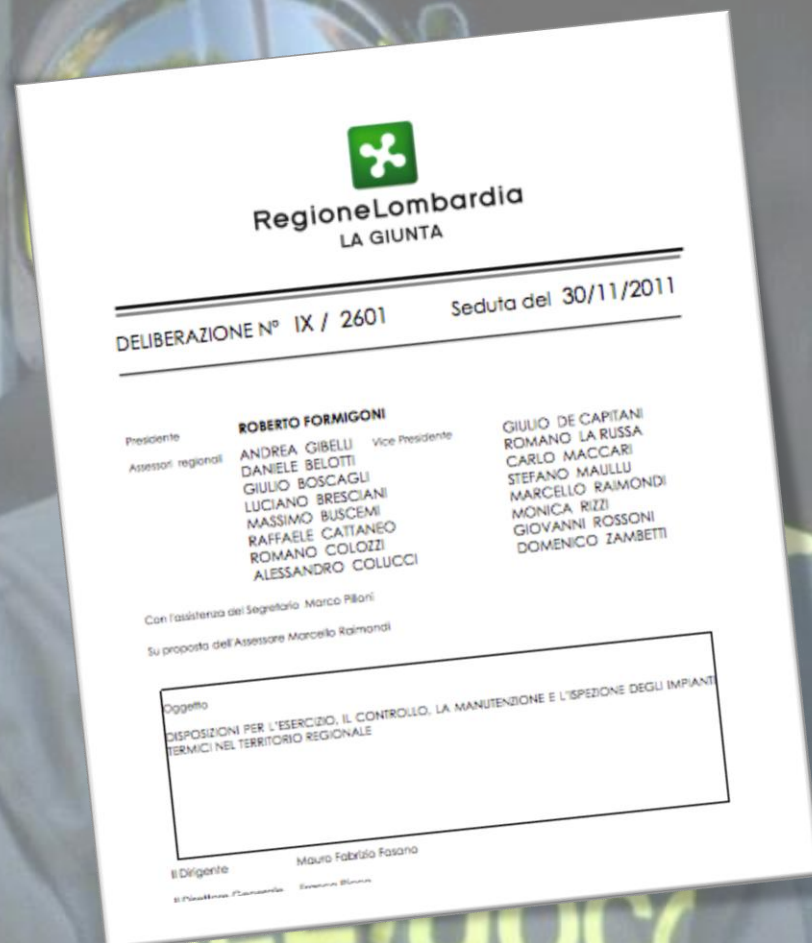 RegioneLombardia
LA GIUNTA
DELIBERAZIONE N° IX / 2601 Seduta del 30/11/2011
Presidente ROBERTO FORMIGONI
Assessori regionali ANDREA GIBELLI Vice Presidente GIULIO DE CAPITANI
DANIELE BELOTTI ROMANO LA RUSSA
GIULIO BOSCAGLI CARLO MACCARI
LUCIANO BRESCIANI STEFANO MAULLU
MASSIMO BUSCEMI MARCELLO RAIMONDI
RAFFAELE CATTANEO MONICA RIZZI
ROMANO COLOZZI GIOVANNI ROSSONI
ALESSANDRO COLUCCI DOMENICO ZAMBETTI
Con l'assistenza del Segretario Marco Pilloni
Su proposta dell'Assessore Marcello Raimondi
Oggetto
DISPOSIZIONI PER L'ESERCIZIO, IL CONTROLLO, LA MANUTENZIONE E L'ISPEZIONE DEGLI IMPIANTI
TERMICI NEL TERRITORIO REGIONALE
Il Dirigente Mauro Fabrizio Fasano
Il Direttore Generale